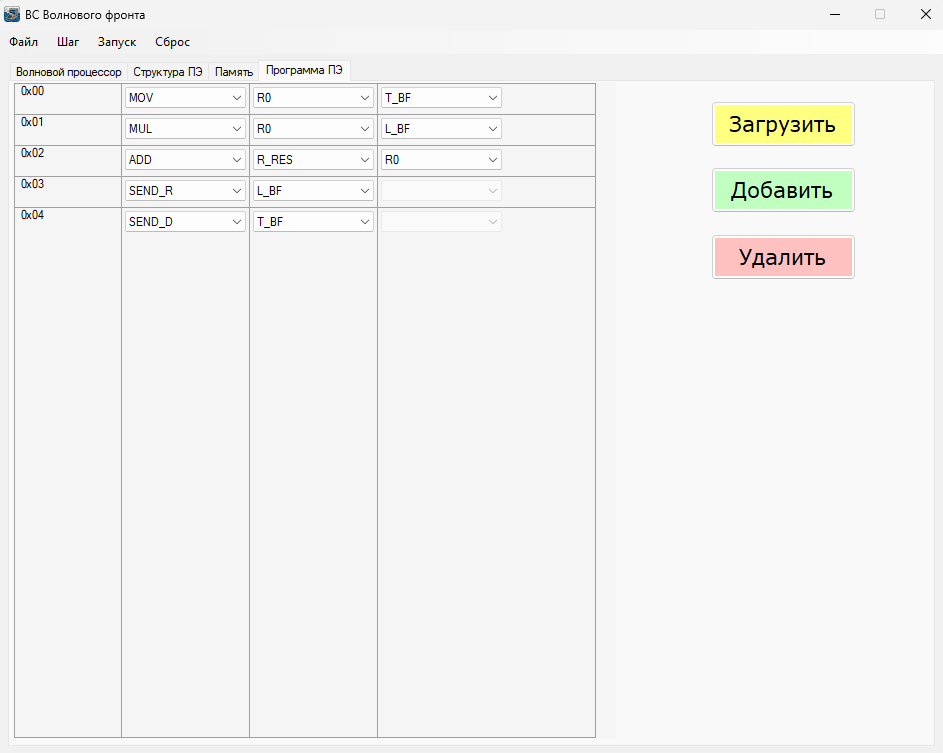 ВС Волнового фронта
Файл Шаг Запуск Сброс
Волновой процессор Структура ПЭ Память Программа ПЭ
0x00 MOV R0 T_BF
0x01 MUL R0 L_BF
0x02 ADD R_RES R0
0x03 SEND_R L_BF
0x04 SEND_D T_BF
Загрузить
Добавить
Удалить